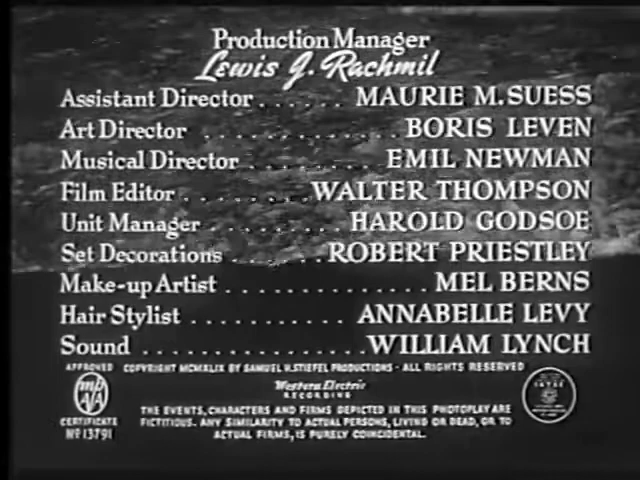 Production Manager
Lewis J. Rachmil
Assistant Director . . . . . . MAURIE M. SUESS
Art Director . . . . . . . . . . . . . BORIS LEVEN
Musical Director . . . . . . . . . EMIL NEWMAN
Film Editor . . . . . . . . WALTER THOMPSON
Unit Manager . . . . . . . . . HAROLD GODSOE
Set Decorations . . . . . . ROBERT PRIESTLEY
Make-up Artist . . . . . . . . . . . . . . MEL BERNS
Hair Stylist . . . . . . . . . . . ANNABELLE LEVY
Sound . . . . . . . . . . . . . . . WILLIAM LYNCH
APPROVED COPYRIGHT MCMXLIX BY SAMUEL H. STIEFEL PRODUCTIONS - ALL RIGHTS RESERVED
Western Electric
RECORDING
CERTIFICATE
Nº 13791
THE EVENTS, CHARACTERS AND FIRMS DEPICTED IN THIS PHOTOPLAY ARE
FICTITIOUS. ANY SIMILARITY TO ACTUAL PERSONS, LIVING OR DEAD, OR TO
ACTUAL FIRMS, IS PURELY COINCIDENTAL.
IATSE